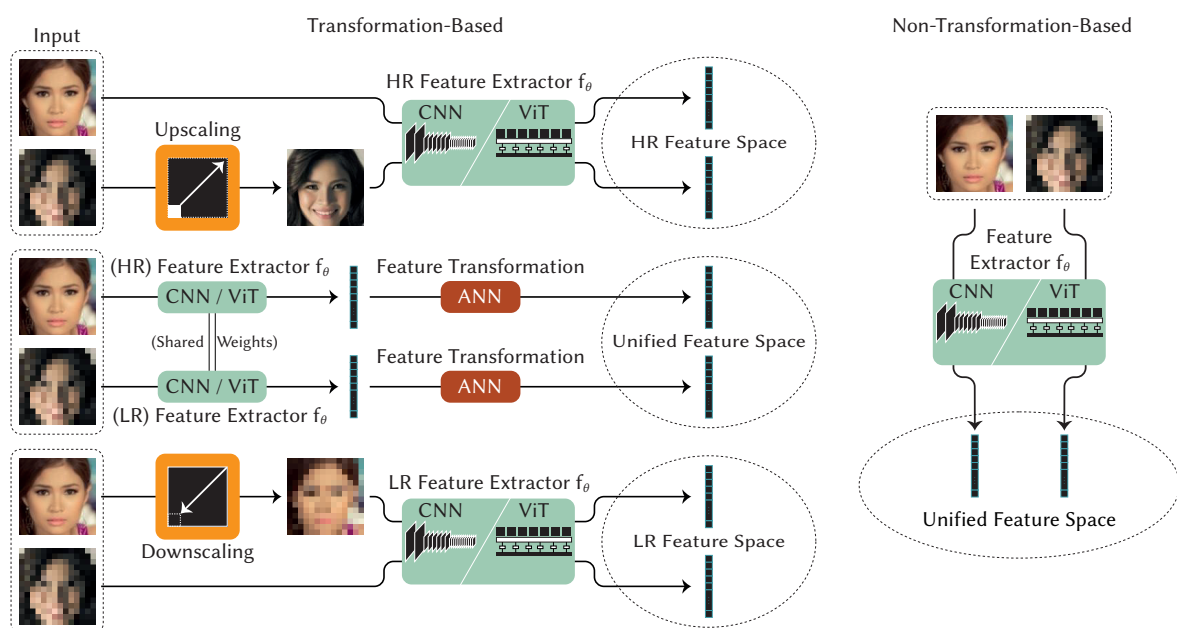 Transformation-Based
Non-Transformation-Based
Input
Upscaling
HR Feature Extractor fθ
CNN
ViT
HR Feature Space
(HR) Feature Extractor fθ
CNN / ViT
Feature Transformation
ANN
(Shared Weights)
Feature Transformation
CNN / ViT
ANN
(LR) Feature Extractor fθ
Unified Feature Space
Downscaling
LR Feature Extractor fθ
CNN
ViT
LR Feature Space
Feature
Extractor fθ
CNN
ViT
Unified Feature Space